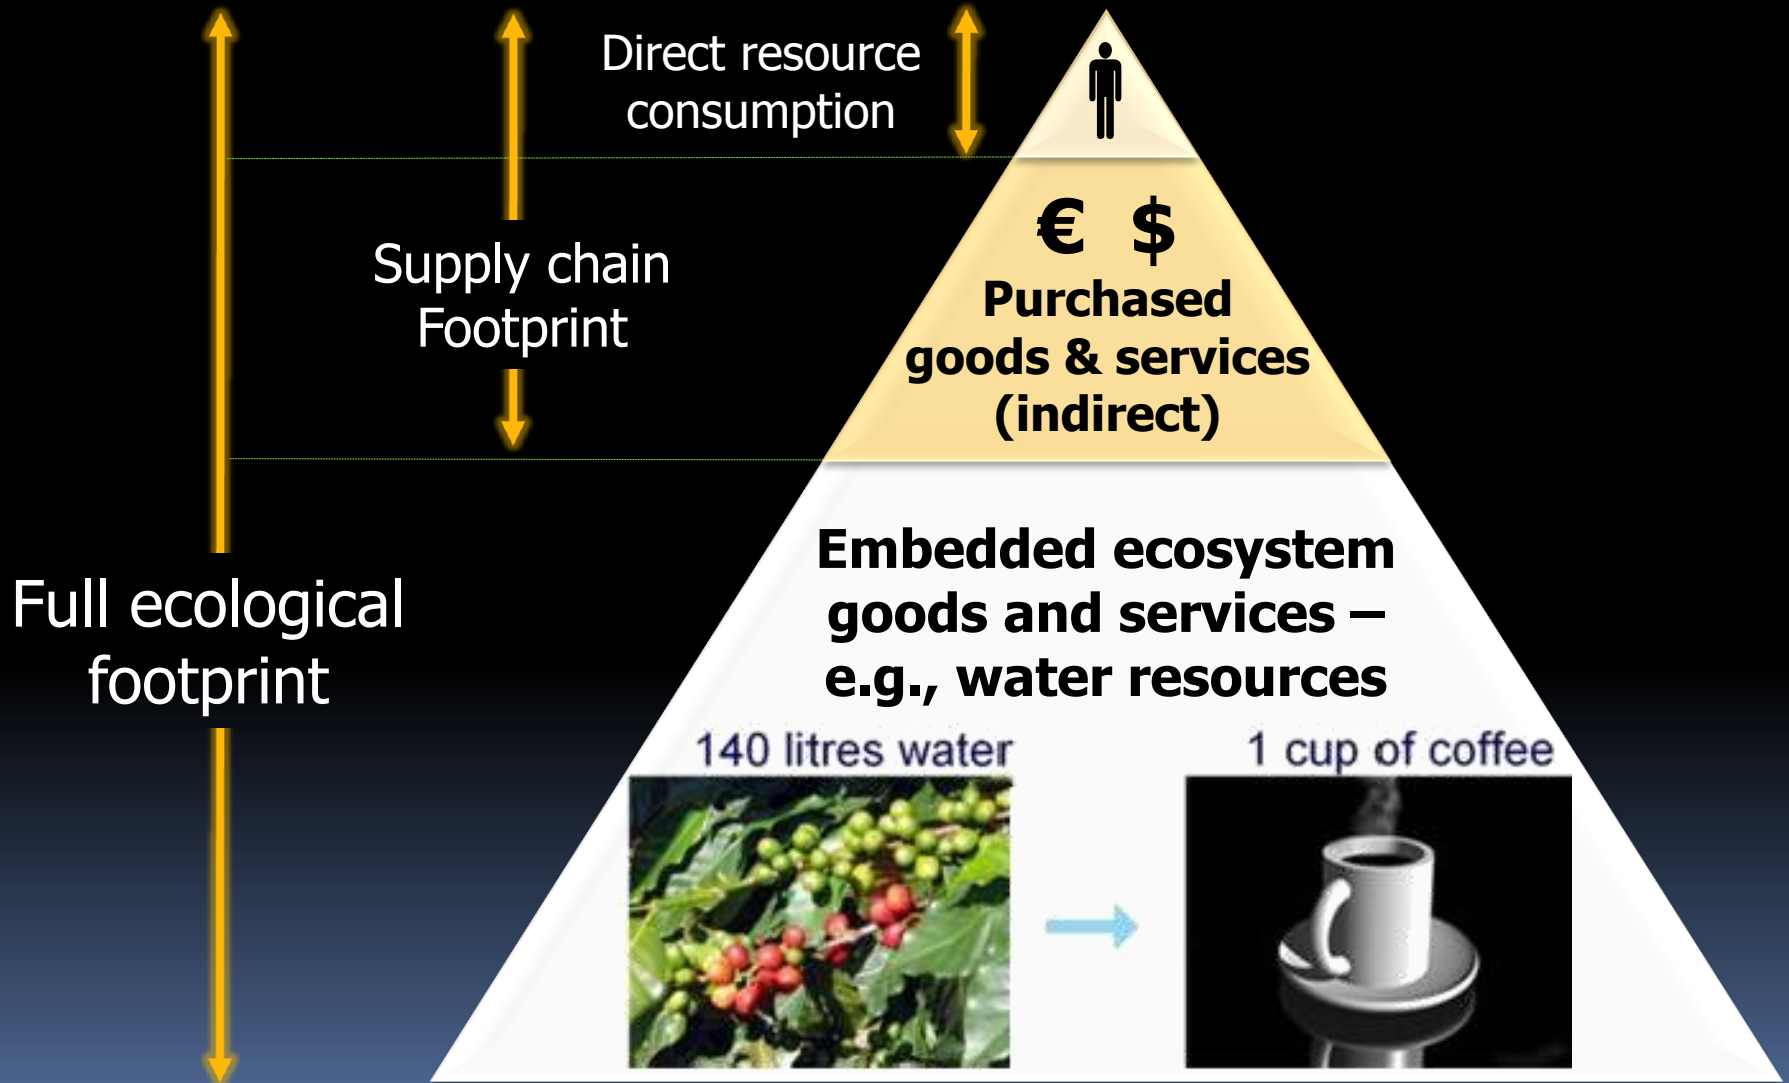 Direct resource
consumption
€ $
Purchased
goods & services
(indirect)
Supply chain
Footprint
Full ecological
footprint
Embedded ecosystem
goods and services –
e.g., water resources
140 litres water
1 cup of coffee